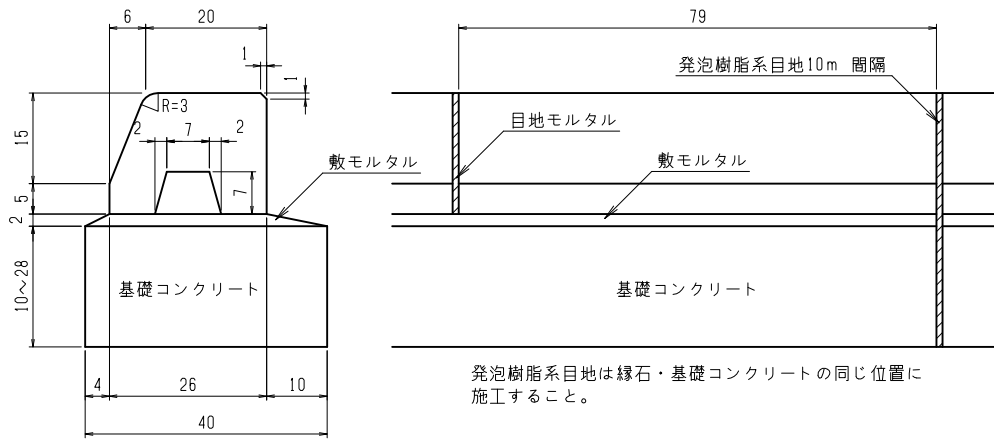 6
20
79
1
1
発泡樹脂系目地10m 間隔
R=3
目地モルタル
2
7
2
15
敷モルタル
敷モルタル
7
5
2
10～28
基礎コンクリート
基礎コンクリート
4
26
10
40
発泡樹脂系目地は縁石・基礎コンクリートの同じ位置に
施工すること。